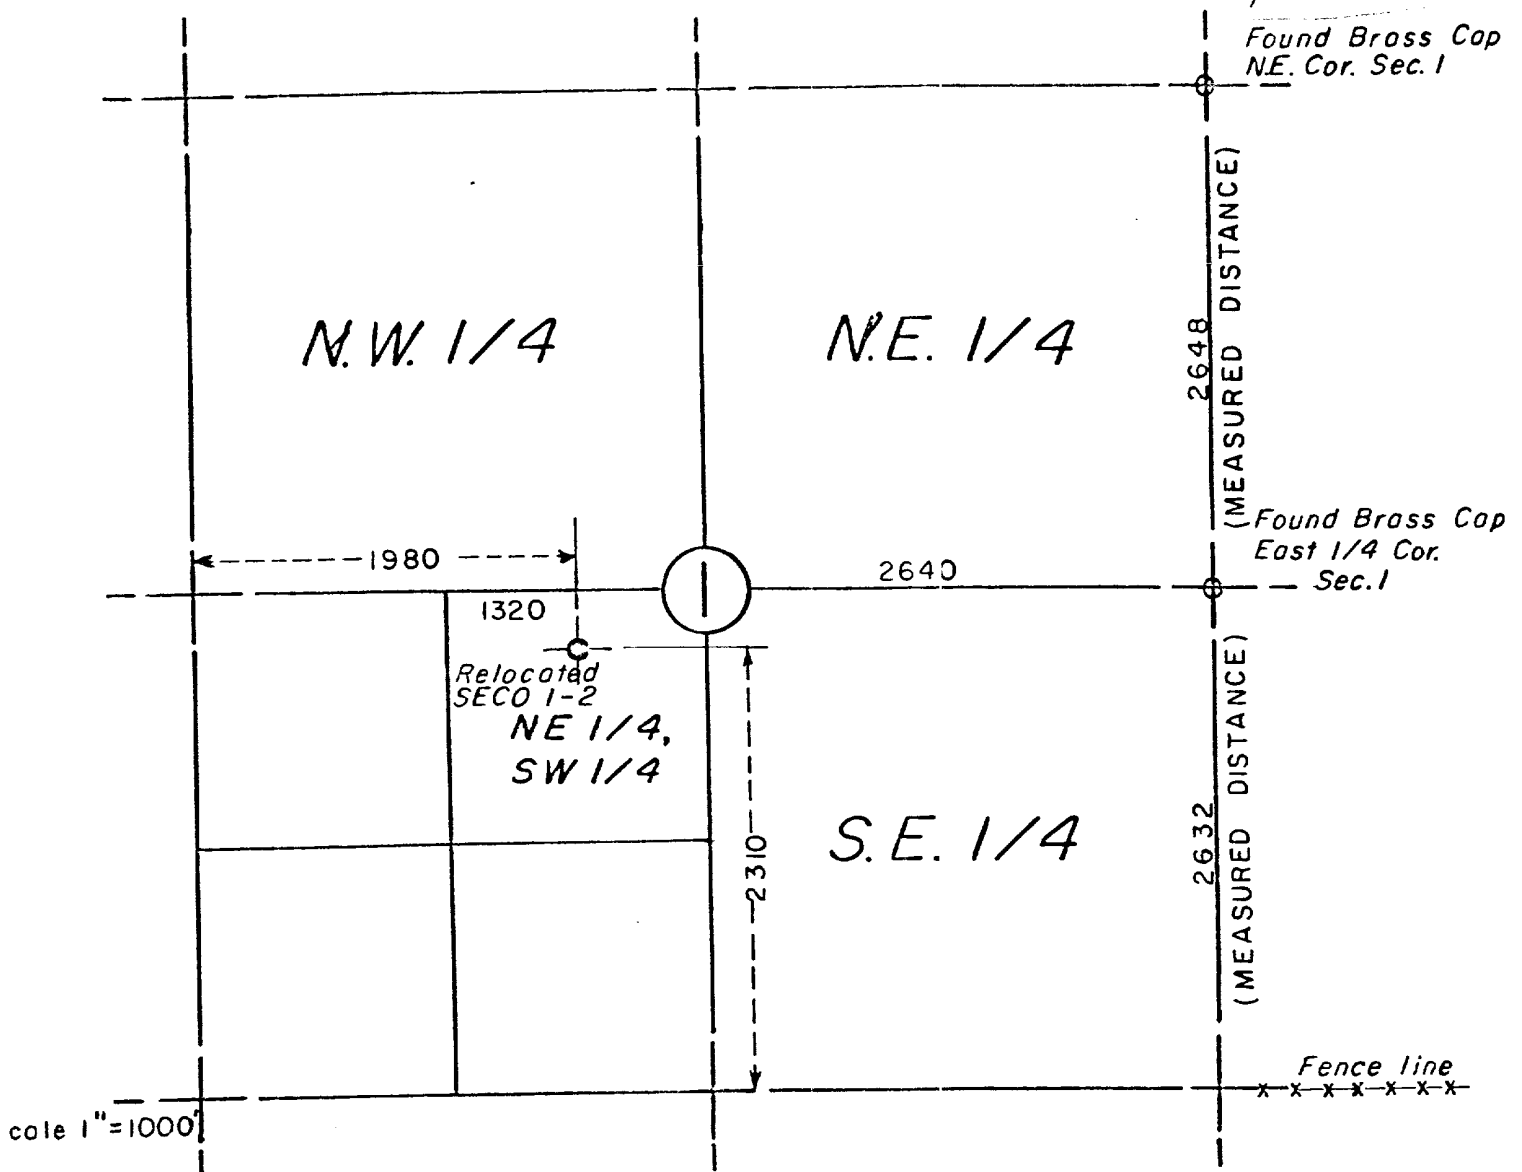 Found Brass Cap
N.E. Cor. Sec. 1
N.W. 1/4
N.E. 1/4
2648
(MEASURED DISTANCE)
Found Brass Cap
East 1/4 Cor.
Sec. 1
1980
2640
1320
1
Relocated
SECO 1-2
NE 1/4,
SW 1/4
2310
S.E. 1/4
2632
(MEASURED DISTANCE)
Fence line
cale 1"=1000'